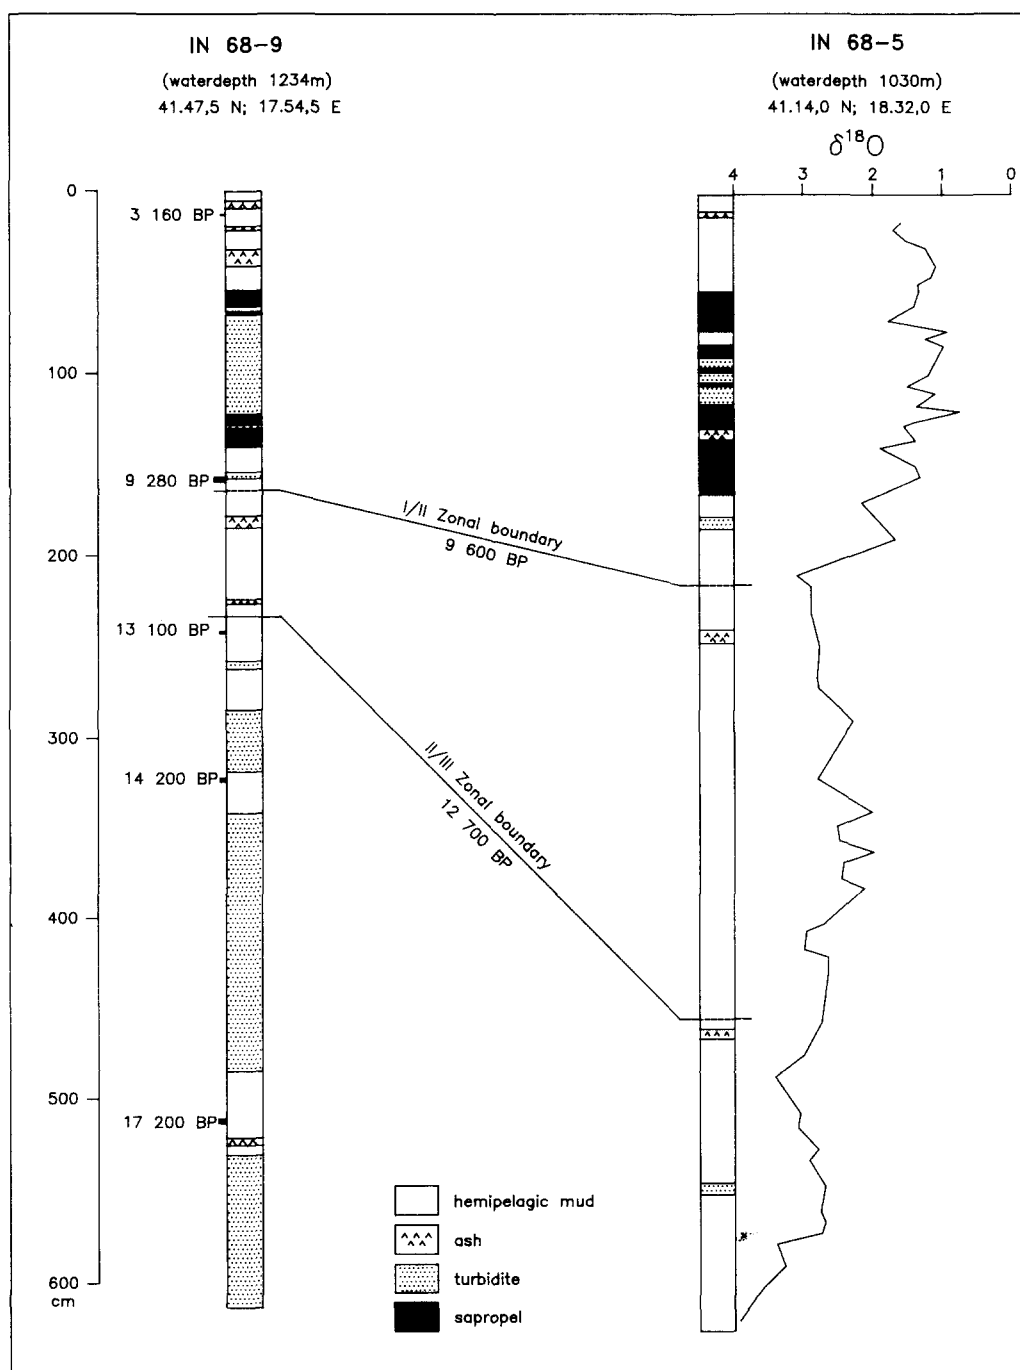 IN 68-9
(waterdepth 1234m)
41.47,5 N; 17.54,5 E
IN 68-5
(waterdepth 1030m)
41.14,0 N; 18.32,0 E
δ18O
4 3 2 1 0
0
3 160 BP
100
9 280 BP
I/II Zonal boundary
9 600 BP
200
13 100 BP
300
14 200 BP
II/III Zonal boundary
12 700 BP
400
500
17 200 BP
600
cm
hemipelagic mud
ash
turbidite
sapropel